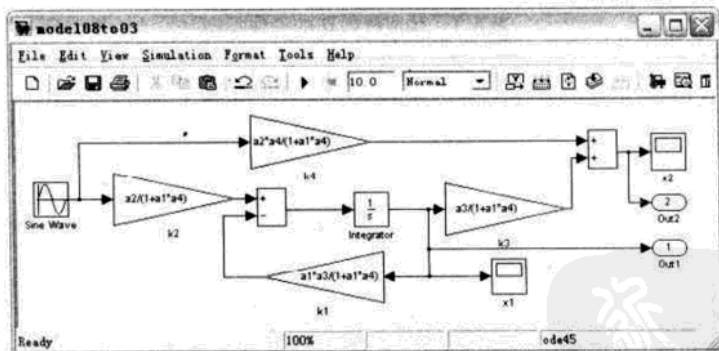 model08to03
File Edit View Simulation Format Tools Help
10.0 Normal
a2*a4/(1+a1*a4)
k4
+
+
x2
Sine Wave
a2/(1+a1*a4)
k2
+
−
1
s
Integrator
a3/(1+a1*a4)
k3
2
Out2
1
Out1
a1*a3/(1+a1*a4)
k1
x1
Ready 100% ode45